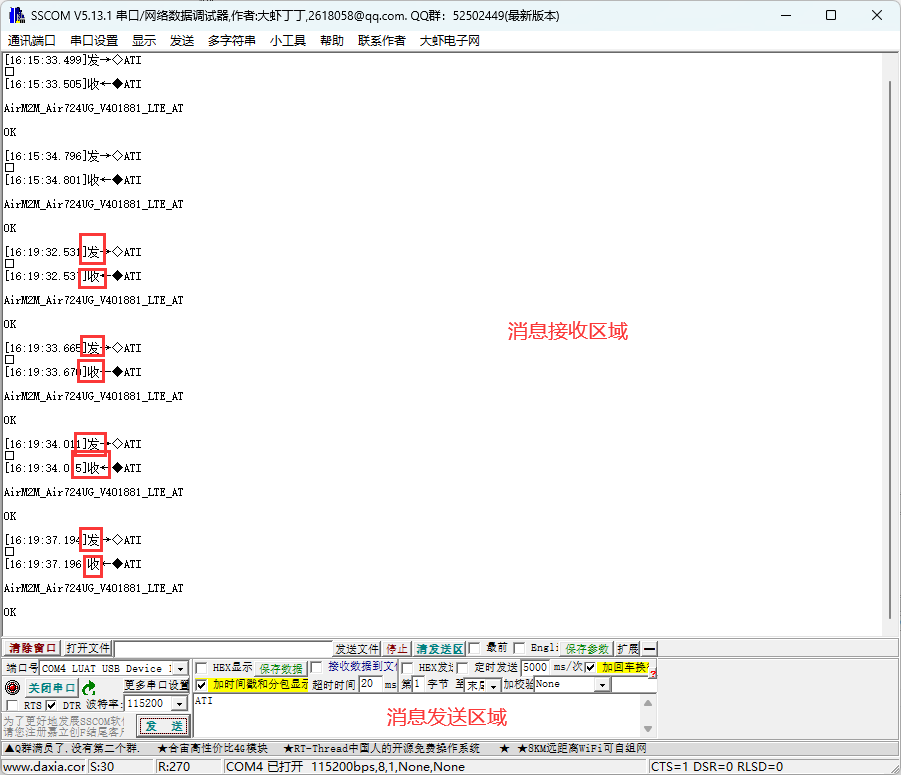 SSCOM V5.13.1 串口/网络数据调试器,作者:大虾丁丁,2618058@qq.com. QQ群: 52502449(最新版本)
通讯端口 串口设置 显示 发送 多字符串 小工具 帮助 联系作者 大虾电子网
[16:15:33.499]发→◇ATI
□
[16:15:33.505]收←◆ATI
AirM2M_Air724UG_V401881_LTE_AT
OK
[16:15:34.796]发→◇ATI
□
[16:15:34.801]收←◆ATI
AirM2M_Air724UG_V401881_LTE_AT
OK
[16:19:32.531]发→◇ATI
□
[16:19:32.537]收←◆ATI
AirM2M_Air724UG_V401881_LTE_AT
OK
消息接收区域
[16:19:33.665]发→◇ATI
□
[16:19:33.670]收←◆ATI
AirM2M_Air724UG_V401881_LTE_AT
OK
[16:19:34.011]发→◇ATI
□
[16:19:34.015]收←◆ATI
AirM2M_Air724UG_V401881_LTE_AT
OK
[16:19:37.194]发→◇ATI
□
[16:19:37.196]收←◆ATI
AirM2M_Air724UG_V401881_LTE_AT
OK
清除窗口 打开文件 发送文件 停止 清发送区 最前 Engli 保存参数 扩展 —
端口号 COM4 LUAT USB Device HEX显示 保存数据 接收数据到文 HEX发 定时发送 5000 ms/次 加回车换
关闭串口 更多串口设置 加时间戳和分包显示 超时时间 20 ms 第1 字节 至 末尾 加校验 None
RTS DTR 波特率: 115200 ATI
消息发送区域
为了更好地发展SSCOM软
请您注册嘉立创F结尾客
发 送
▲Q群满员了,没有第二个群. ★合宙高性价比4G模块 ★RT-Thread中国人的开源免费操作系统 ★ ★8KM远距离WiFi可自组网
www.daxia.cor S:30 R:270 COM4 已打开 115200bps,8,1,None,None CTS=1 DSR=0 RLSD=0